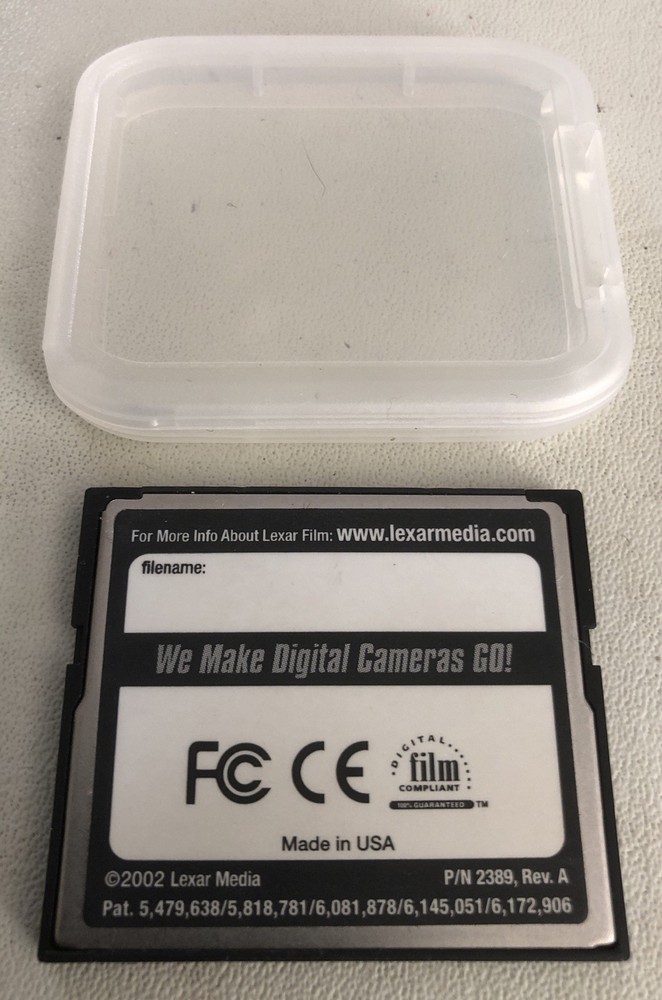 For More Info About Lexar Film: www.lexarmedia.com
filename:
We Make Digital Cameras GO!
FC CE DIGITAL film COMPLIANT 100% GUARANTEED TM
Made in USA
©2002 Lexar Media P/N 2389, Rev. A
Pat. 5,479,638/5,818,781/6,081,878/6,145,051/6,172,906